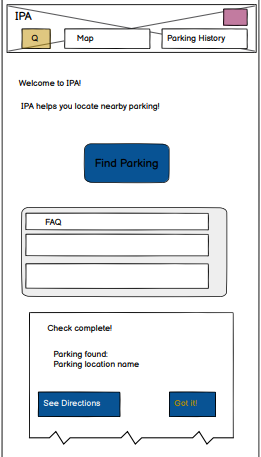 IPA
Q
Map
Parking History
Welcome to IPA!
IPA helps you locate nearby parking!
Find Parking
FAQ
Check complete!
Parking found:
Parking location name
See Directions
Got it!